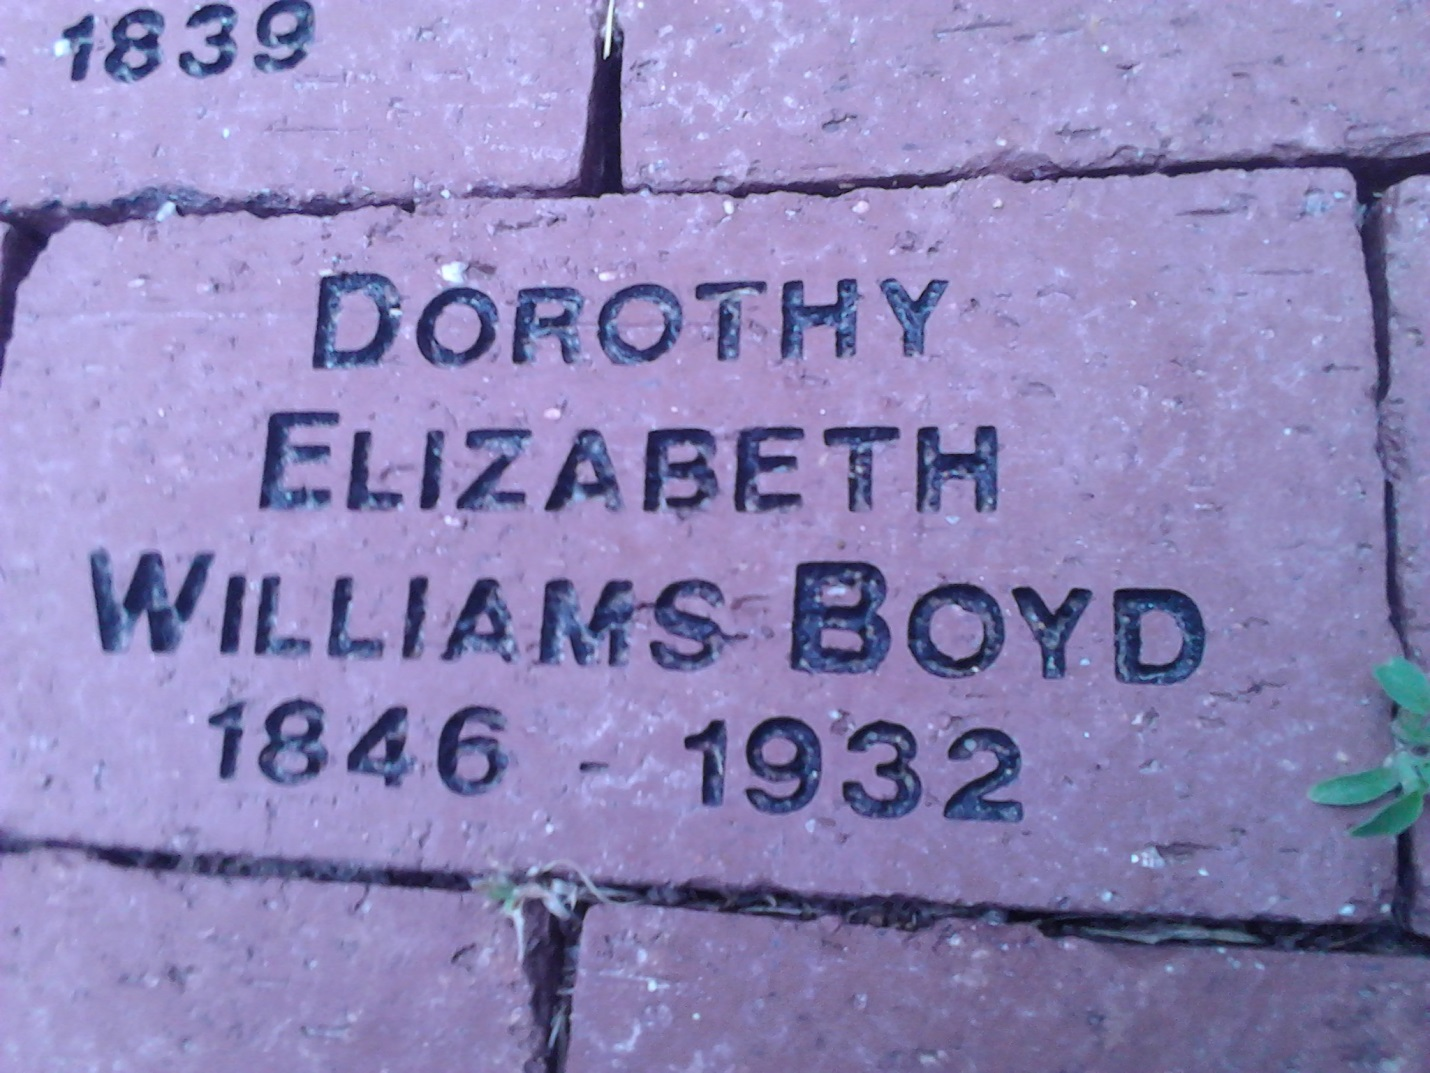 1839
DOROTHY
ELIZABETH
WILLIAMS BOYD
1846 - 1932